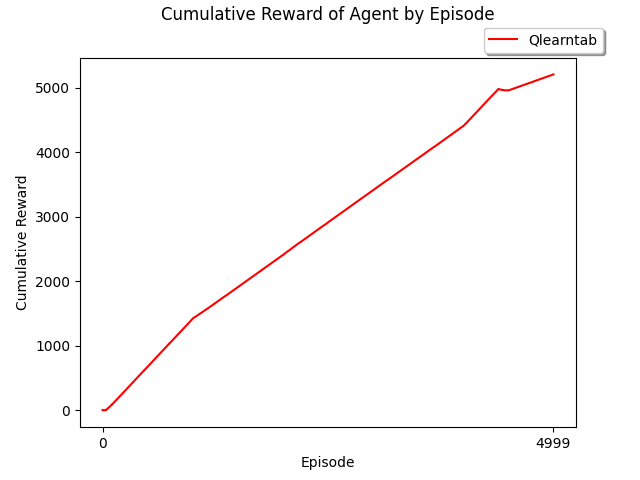 Cumulative Reward of Agent by Episode
Qlearntab
5000
4000
3000
2000
1000
0
Cumulative Reward
0
4999
Episode